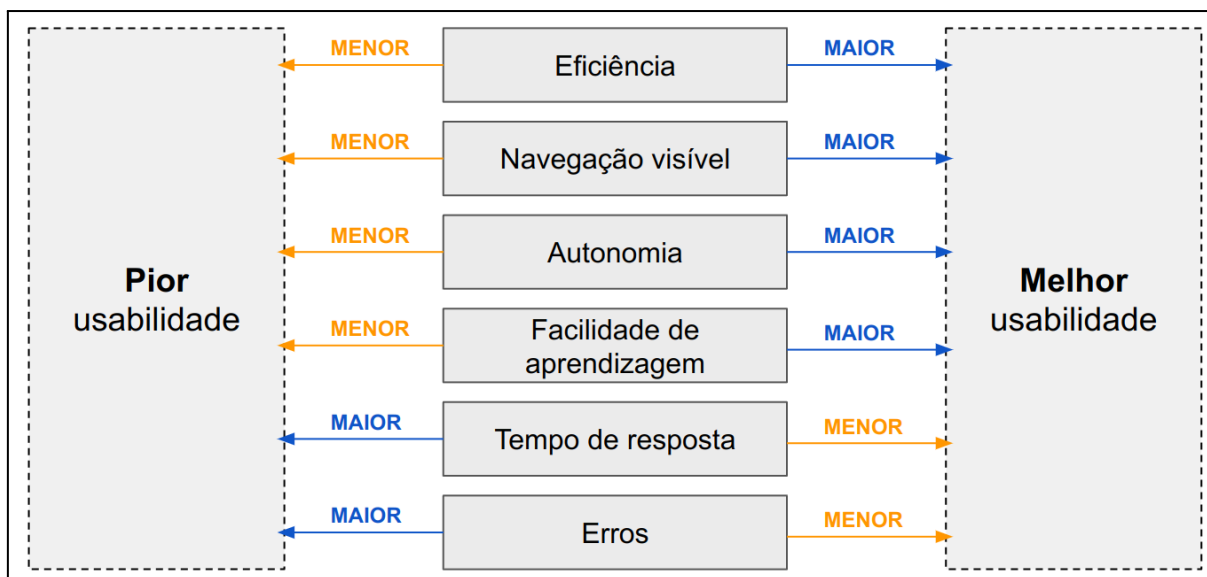 MENOR
Eficiência
MAIOR
MENOR
Navegação visível
MAIOR
MENOR
Autonomia
MAIOR
Pior
usabilidade
Melhor
usabilidade
MENOR
Facilidade de
aprendizagem
MAIOR
MAIOR
Tempo de resposta
MENOR
MAIOR
Erros
MENOR